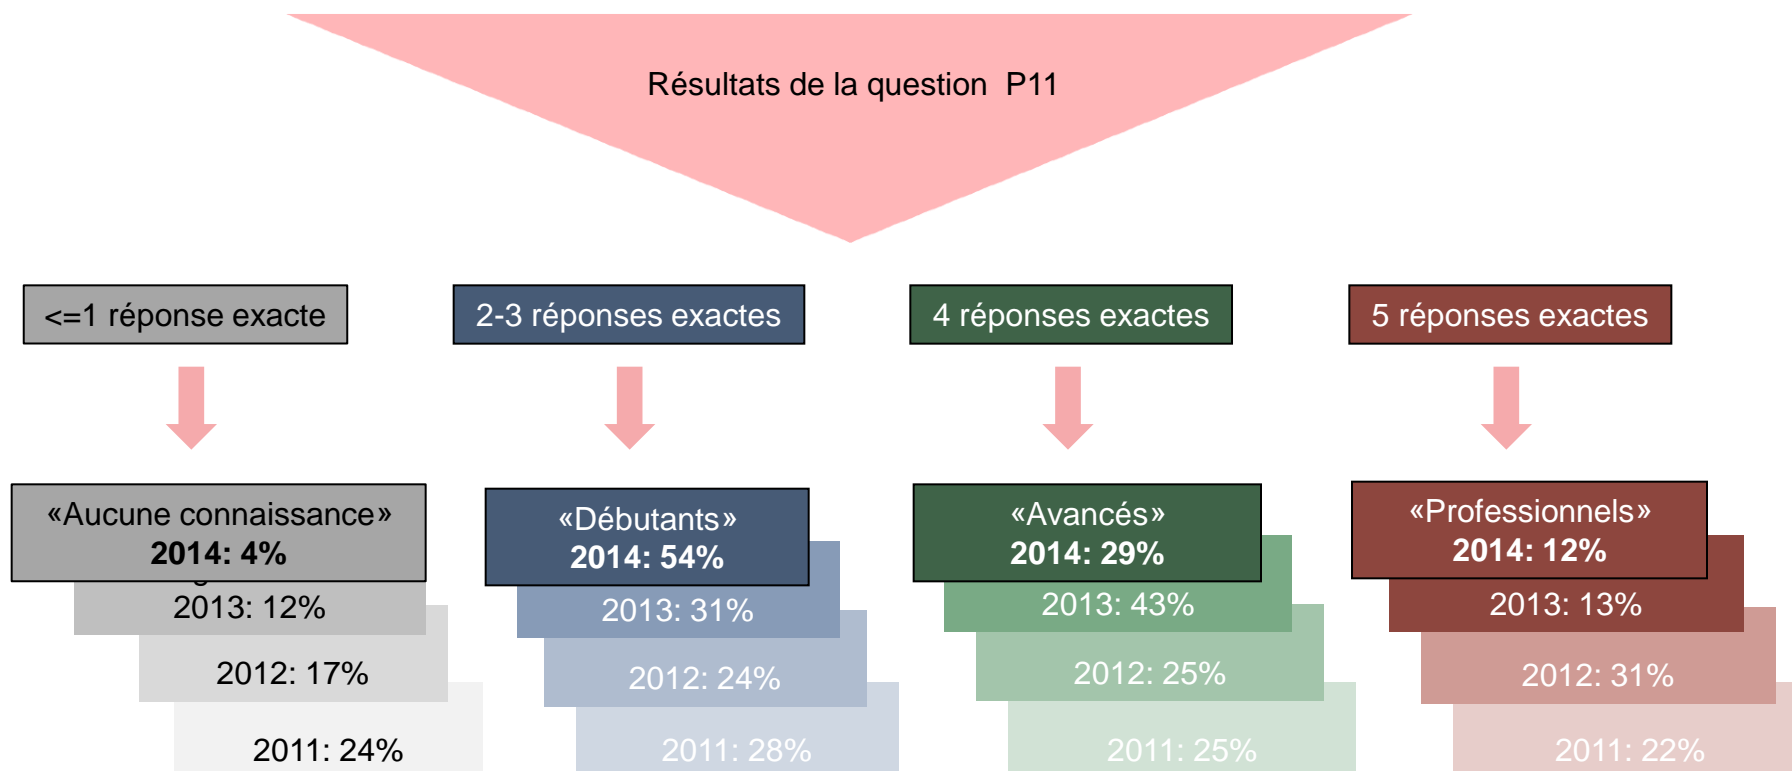 Résultats de la question P11
<=1 réponse exacte
2-3 réponses exactes
4 réponses exactes
5 réponses exactes
«Aucune connaissance»
2014: 4%
2013: 12%
2012: 17%
2011: 24%
«Débutants»
2014: 54%
2013: 31%
2012: 24%
2011: 28%
«Avancés»
2014: 29%
2013: 43%
2012: 25%
2011: 25%
«Professionnels»
2014: 12%
2013: 13%
2012: 31%
2011: 22%